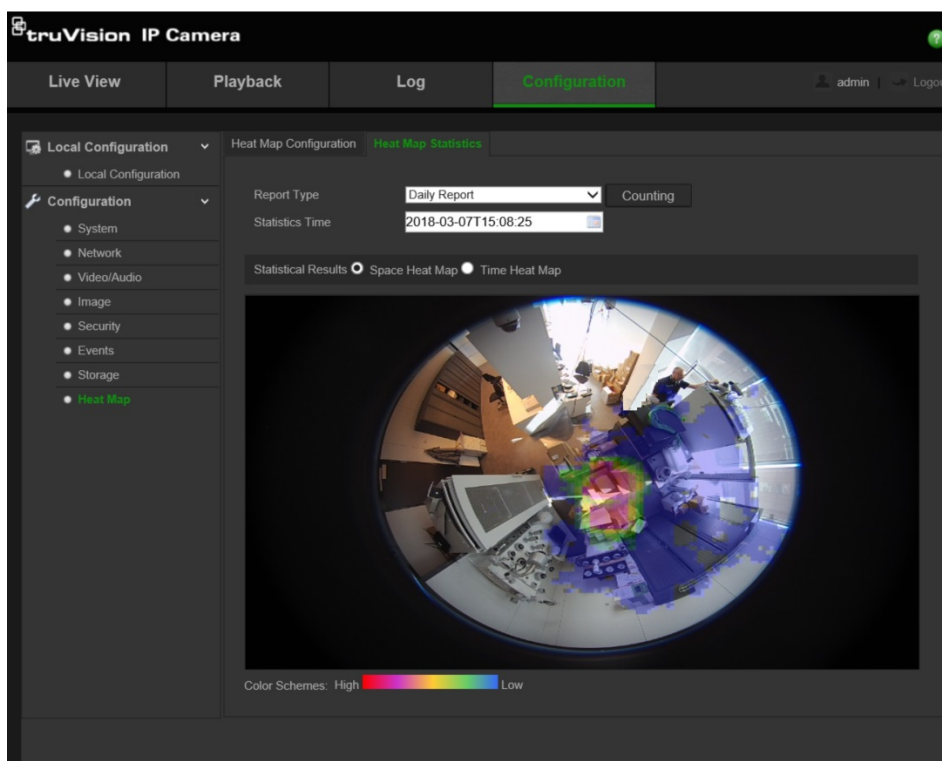 truVision IP Camera
?
Live View Playback Log Configuration admin | Logou
Local Configuration
Local Configuration
Configuration
System
Network
Video/Audio
Image
Security
Events
Storage
Heat Map
Heat Map Configuration Heat Map Statistics
Report Type Daily Report Counting
Statistics Time 2018-03-07T15:08:25
Statistical Results Space Heat Map Time Heat Map
Color Schemes: High Low